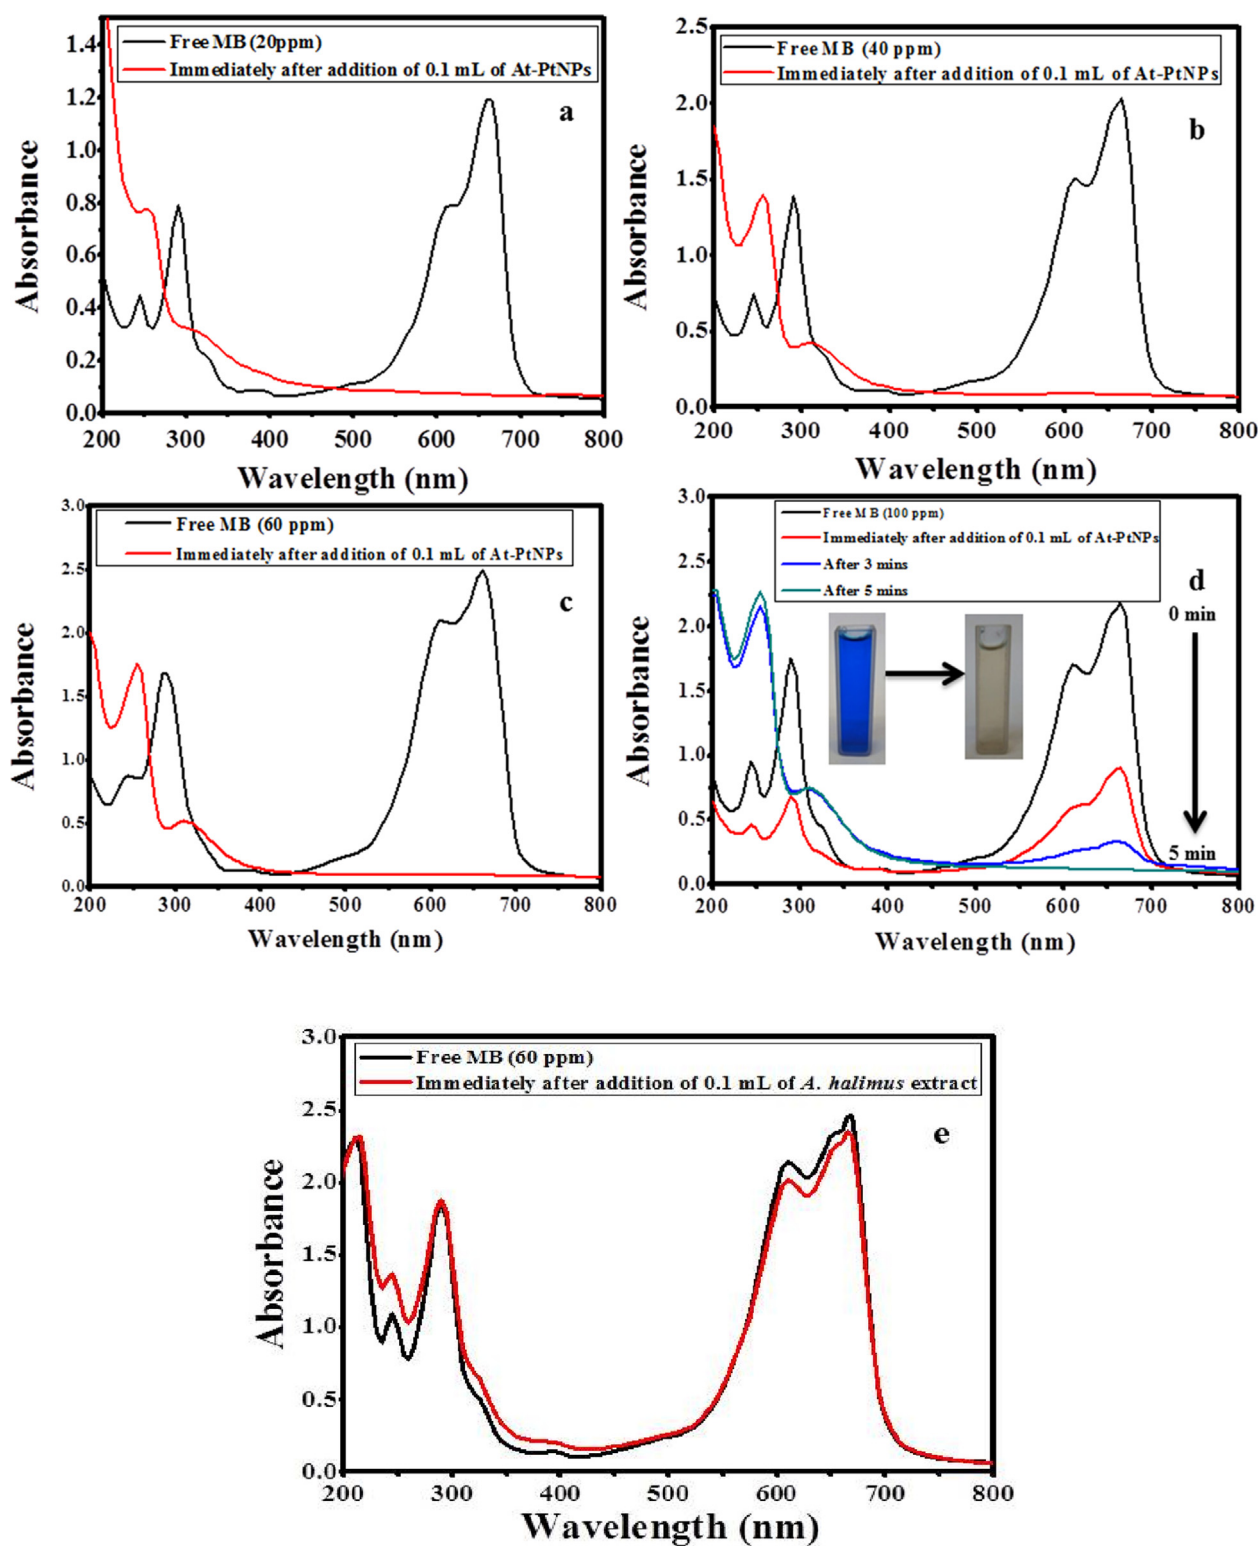 Free MB (20ppm)
Immediately after addition of 0.1 mL of At-PtNPs
a
Absorbance
1.4
1.2
1.0
0.8
0.6
0.4
0.2
0.0
200 300 400 500 600 700 800
Wavelength (nm)
Free MB (40 ppm)
Immediately after addition of 0.1 mL of At-PtNPs
b
Absorbance
2.5
2.0
1.5
1.0
0.5
0.0
200 300 400 500 600 700 800
Wavelength (nm)
Free MB (60 ppm)
Immediately after addition of 0.1 mL of At-PtNPs
c
Absorbance
3.0
2.5
2.0
1.5
1.0
0.5
0.0
200 300 400 500 600 700 800
Wavelength (nm)
Free MB (100 ppm)
Immediately after addition of 0.1 mL of At-PtNPs
After 3 mins
After 5 mins
d
0 min
5 min
Absorbance
3.0
2.5
2.0
1.5
1.0
0.5
0.0
200 300 400 500 600 700 800
Wavelength (nm)
Free MB (60 ppm)
Immediately after addition of 0.1 mL of A. halimus extract
e
Absorbance
3.0
2.5
2.0
1.5
1.0
0.5
0.0
200 300 400 500 600 700 800
Wavelength (nm)